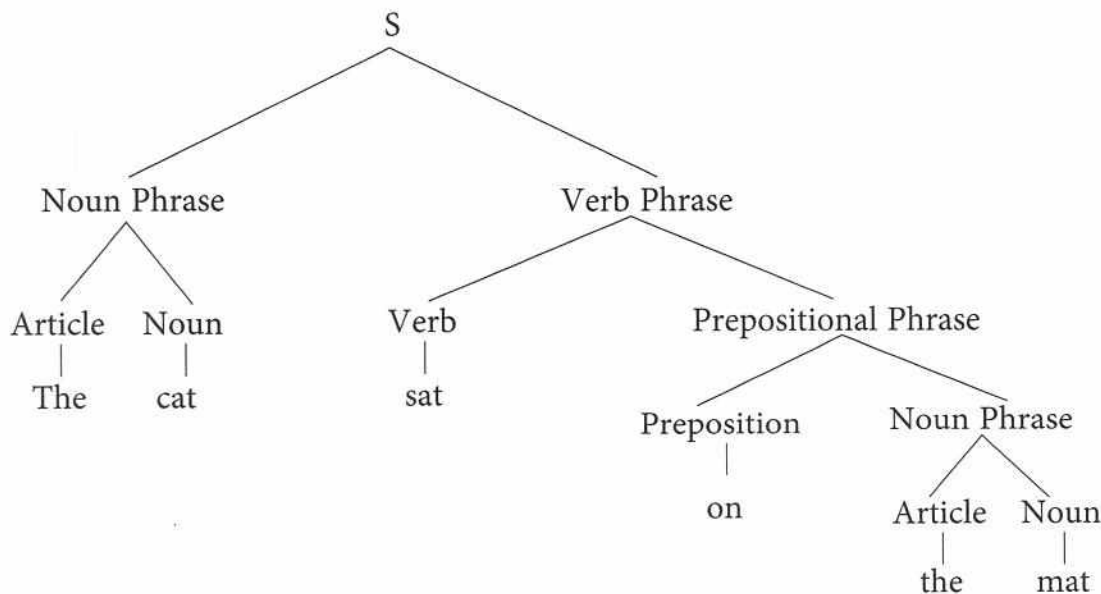 S
Noun Phrase Verb Phrase
Article Noun Verb Prepositional Phrase
The cat sat
Preposition Noun Phrase
on Article Noun
the mat